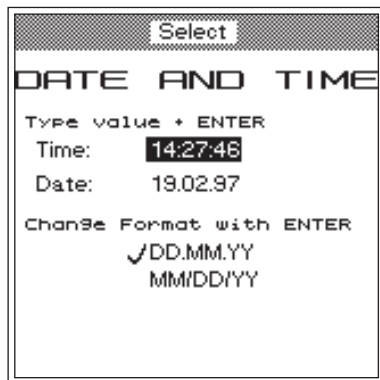 Select
DATE AND TIME
Type value + ENTER
Time: 14:27:46
Date: 19.02.97
Change Format with ENTER
✓DD.MM.YY
MM/DD/YY